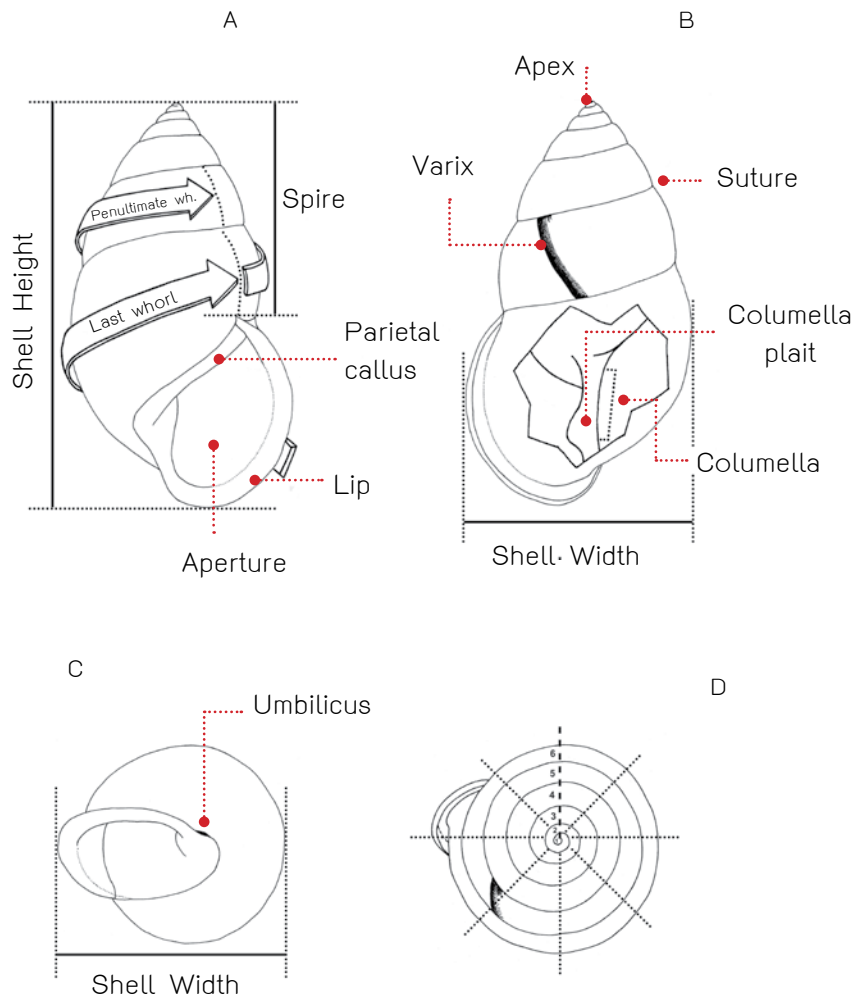 A
B
Apex
Varix
Suture
Penultimate wh.
Spire
Shell Height
Last whorl
Parietal
callus
Columella
plait
Lip
Columella
Aperture
Shell. Width
C
D
Umbilicus
6
5
4
3
2
Shell Width